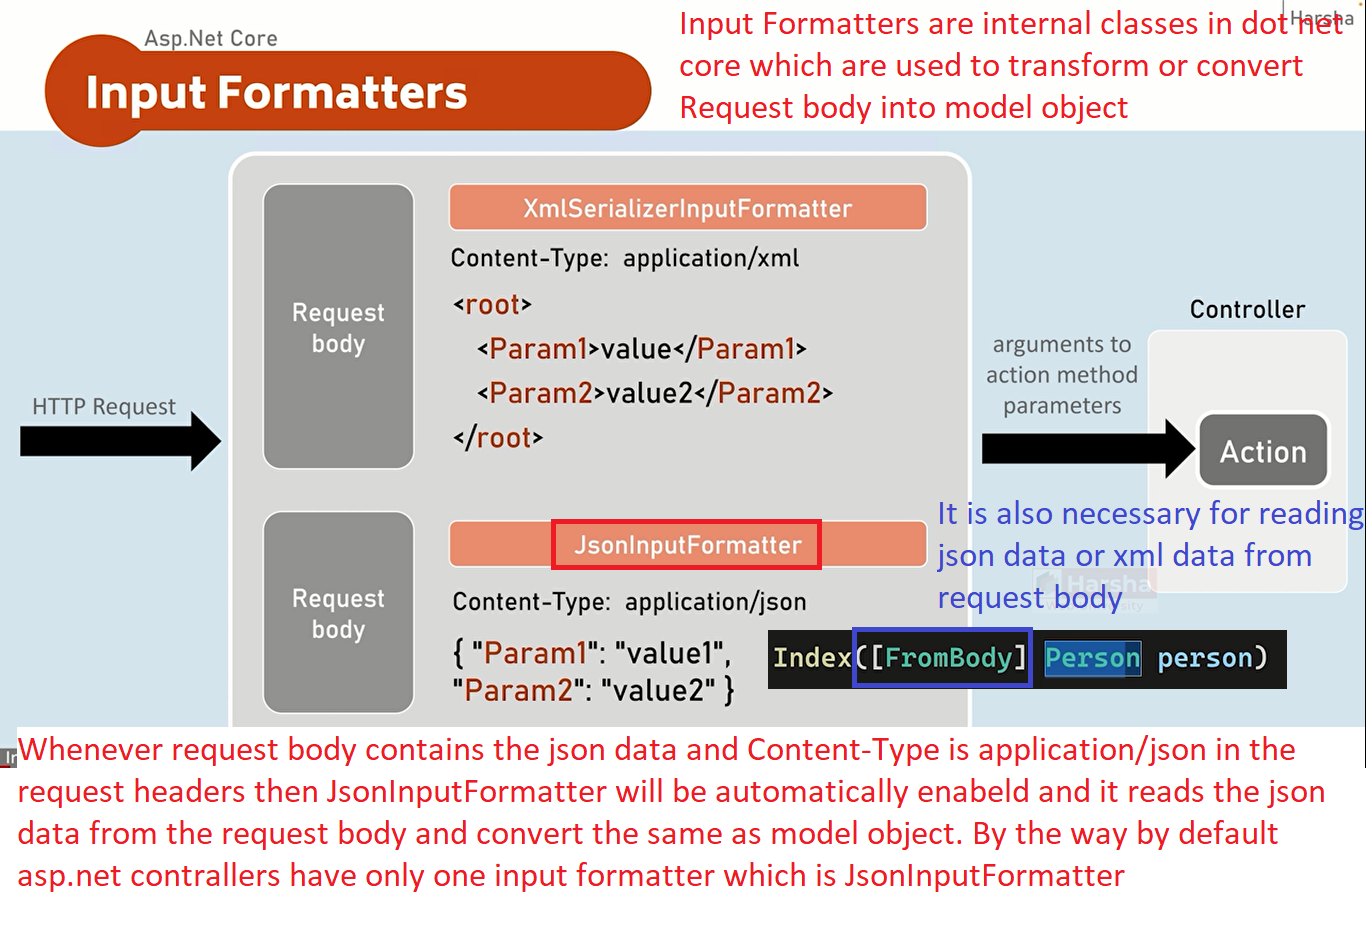 Asp.Net Core
Input Formatters
Harsha
Input Formatters are internal classes in dot net
core which are used to transform or convert
Request body into model object
HTTP Request
Request
body
XmlSerializerInputFormatter
Content-Type: application/xml
<root>
<Param1>value</Param1>
<Param2>value2</Param2>
</root>
Request
body
JsonInputFormatter
Content-Type: application/json
{ "Param1": "value1",
"Param2": "value2" }
arguments to
action method
parameters
Controller
Action
It is also necessary for reading
json data or xml data from
request body
Harsha
Index([FromBody] Person person)
Whenever request body contains the json data and Content-Type is application/json in the
request headers then JsonInputFormatter will be automatically enabeld and it reads the json
data from the request body and convert the same as model object. By the way by default
asp.net contrallers have only one input formatter which is JsonInputFormatter